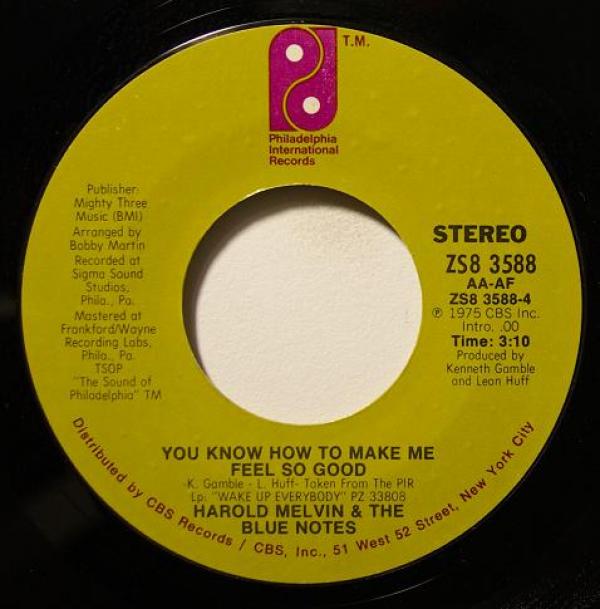 T.M.
Philadelphia
International
Records
Publisher:
Mighty Three
Music (BMI)
Arranged by
Bobby Martin
Recorded at
Sigma Sound
Studios,
Phila., Pa.
Mastered at
Frankford/Wayne
Recording Labs,
Phila., Pa.
TSOP
"The Sound of
Philadelphia" TM
STEREO
ZS8 3588
AA-AF
ZS8 3588-4
℗ 1975 CBS Inc.
Intro. .00
Time: 3:10
Produced by
Kenneth Gamble
and Leon Huff
YOU KNOW HOW TO MAKE ME
FEEL SO GOOD
-K. Gamble - L. Huff- Taken From The PIR
Lp: "WAKE UP EVERYBODY" PZ 33808
HAROLD MELVIN & THE
BLUE NOTES
Distributed by CBS Records / CBS, Inc., 51 West 52 Street, New York City